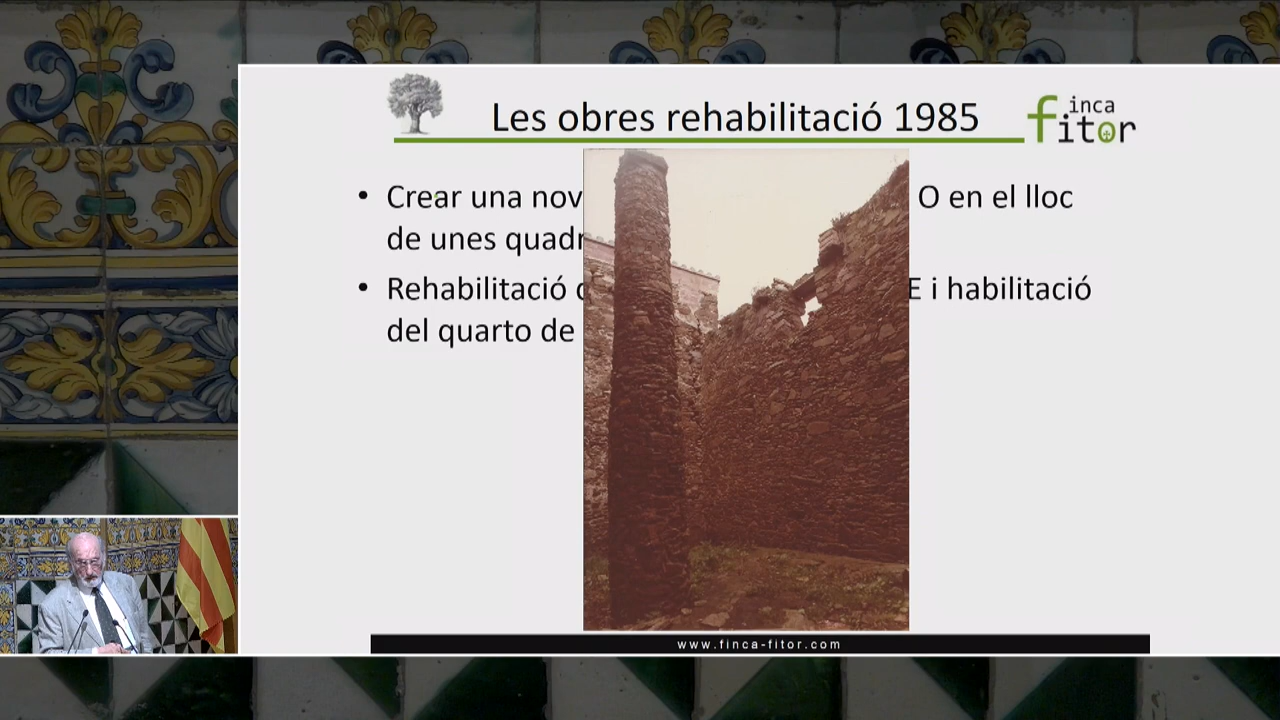 Les obres rehabilitació 1985
finca
fitor
• Crear una nov O en el lloc
de unes quadr
• Rehabilitació E i habilitació
del quarto de
www.finca-fitor.com